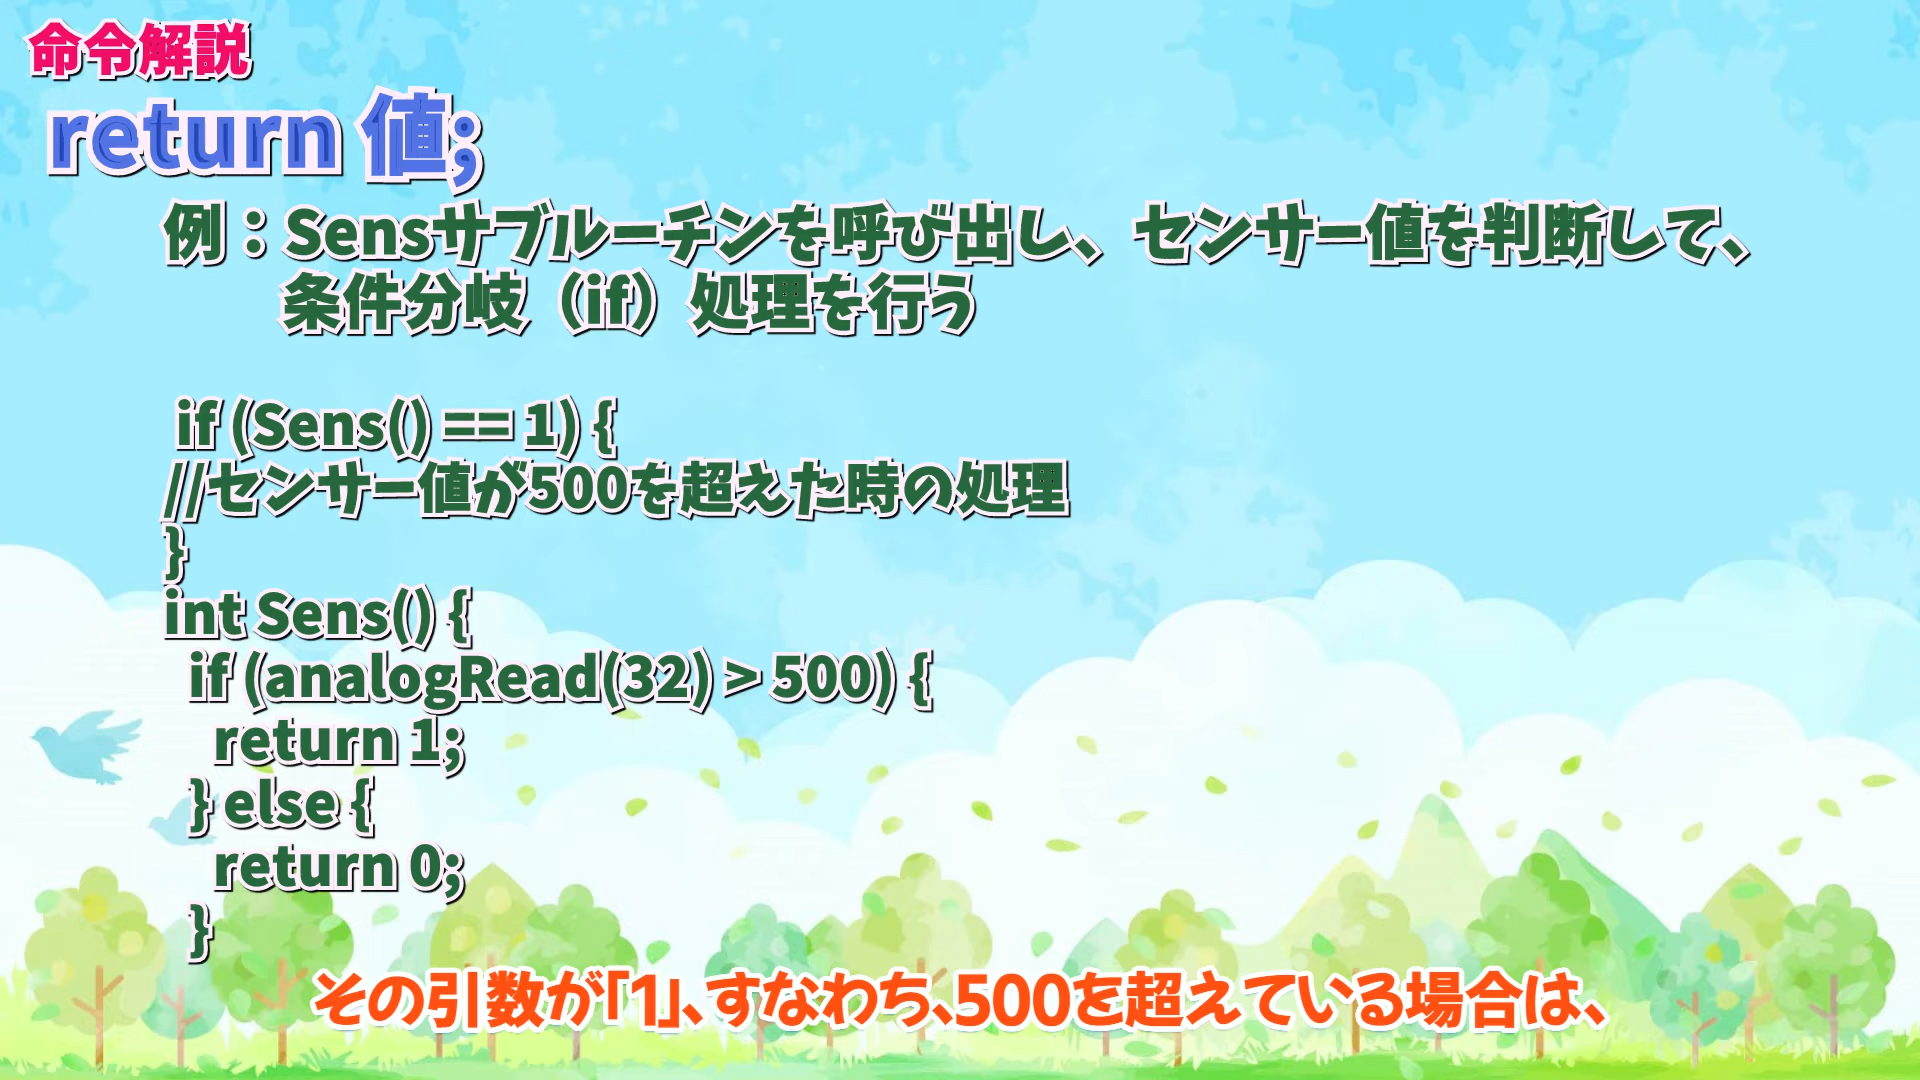 命令解説
return 値;
例：Sensサブルーチンを呼び出し、センサー値を判断して、
条件分岐（if）処理を行う
if (Sens() == 1) {
//センサー値が500を超えた時の処理
}
int Sens() {
if (analogRead(32) > 500) {
return 1;
} else {
return 0;
}
その引数が「1」、すなわち、500を超えている場合は、